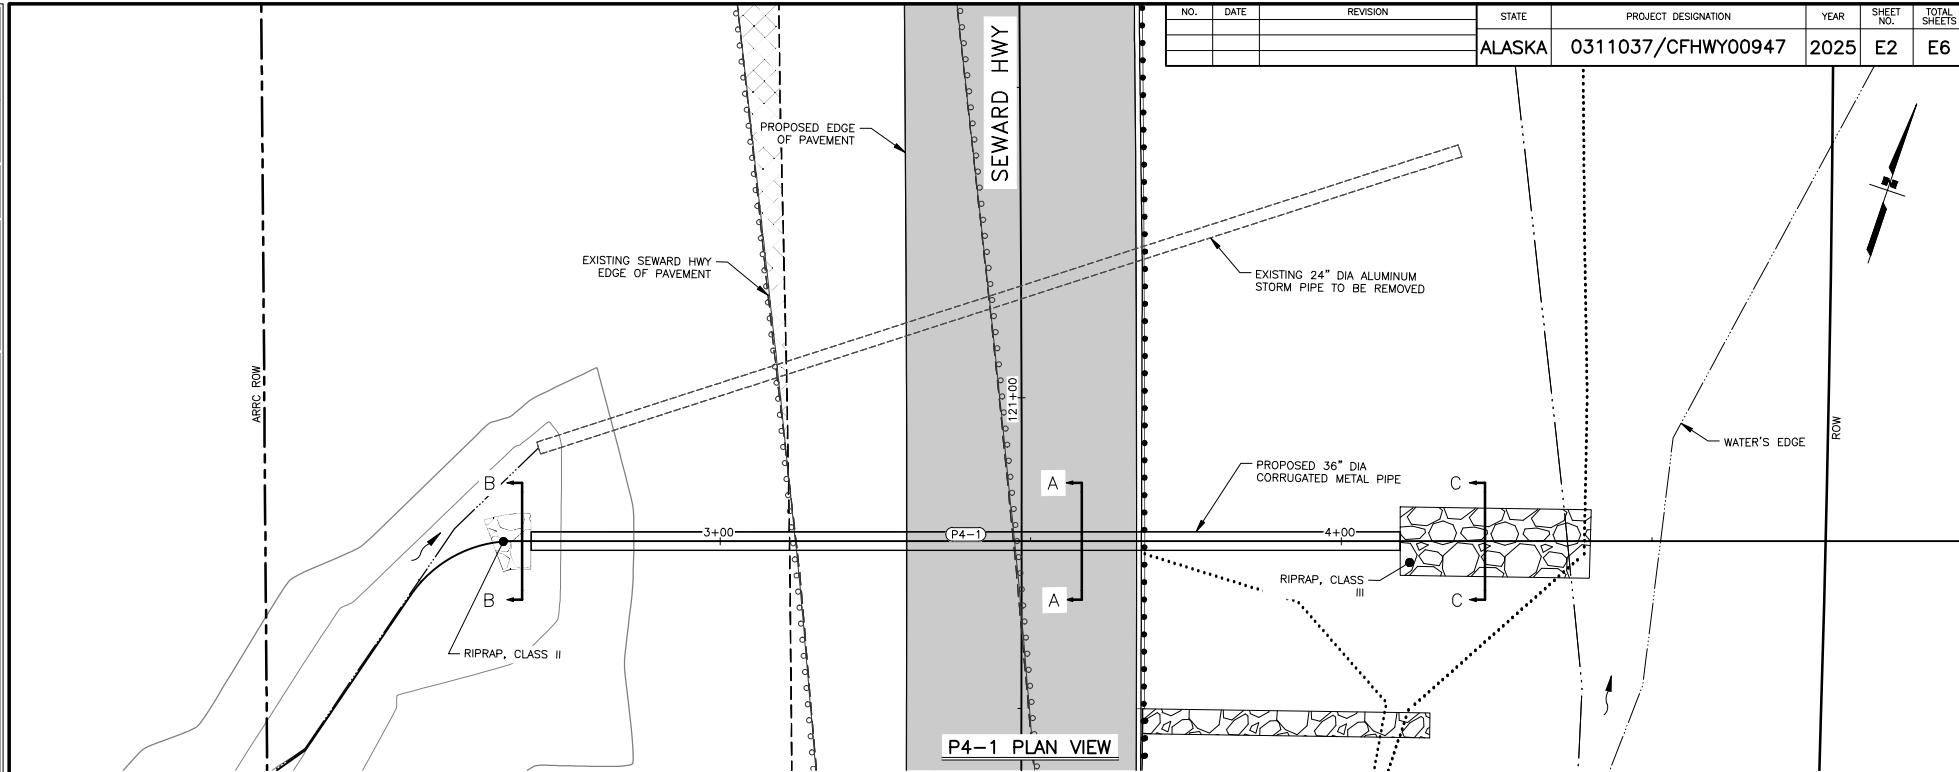 NO.
DATE
REVISION
STATE
PROJECT DESIGNATION
YEAR
SHEET
NO.
TOTAL
SHEETS
ALASKA
0311037/CFHWY00947
2025
E2
E6
SEWARD HWY
PROPOSED EDGE
OF PAVEMENT
EXISTING SEWARD HWY
EDGE OF PAVEMENT
EXISTING 24" DIA ALUMINUM
STORM PIPE TO BE REMOVED
ARRC ROW
121+00
ROW
WATER'S EDGE
PROPOSED 36" DIA
CORRUGATED METAL PIPE
B
A
C
3+00
P4-1
4+00
RIPRAP, CLASS
III
B
A
C
RIPRAP, CLASS II
P4-1 PLAN VIEW